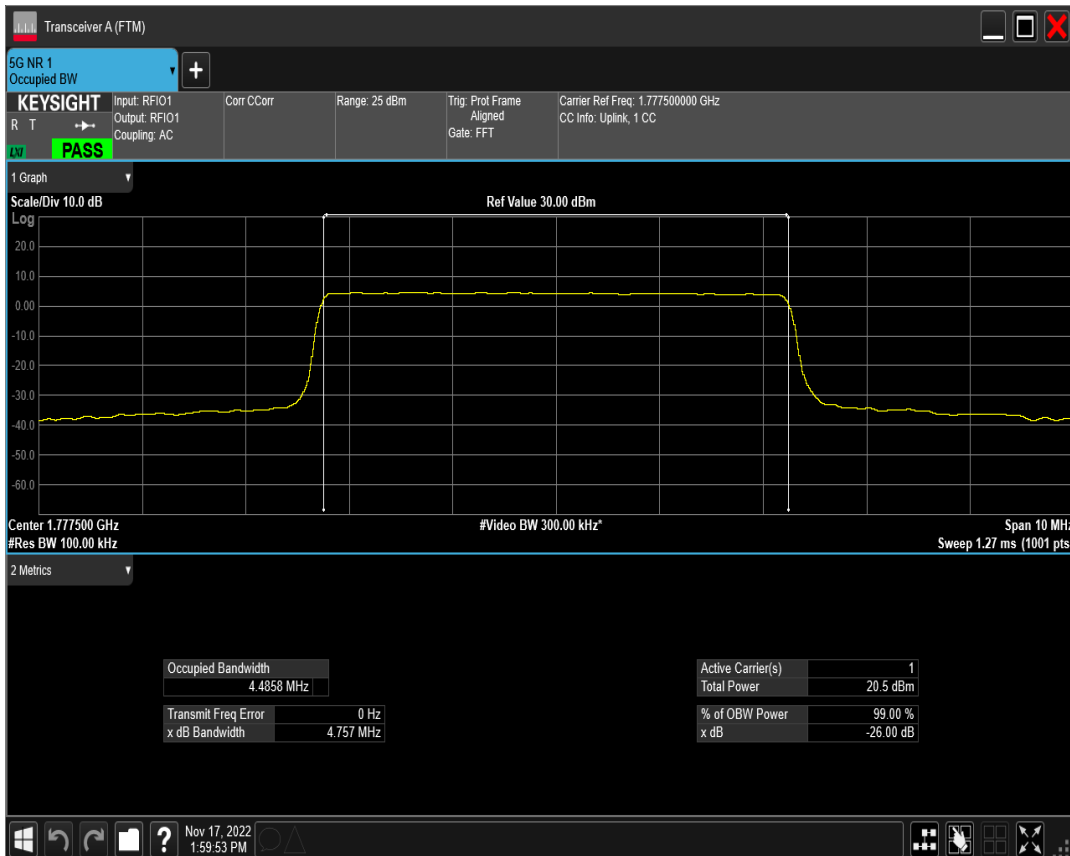 Transceiver A (FTM)
5G NR 1
Occupied BW
+
KEYSIGHT
R T
LXI
PASS
Input: RFIO1
Output: RFIO1
Coupling: AC
Corr CCorr
Range: 25 dBm
Trig: Prot Frame
Aligned
Gate: FFT
Carrier Ref Freq: 1.777500000 GHz
CC Info: Uplink, 1 CC
1 Graph
Scale/Div 10.0 dB
Ref Value 30.00 dBm
Log
20.0
10.0
0.00
-10.0
-20.0
-30.0
-40.0
-50.0
-60.0
Center 1.777500 GHz
#Video BW 300.00 kHz*
Span 10 MHz
#Res BW 100.00 kHz
Sweep 1.27 ms (1001 pts
2 Metrics
Occupied Bandwidth
4.4858 MHz
Transmit Freq Error 0 Hz
x dB Bandwidth 4.757 MHz
Active Carrier(s) 1
Total Power 20.5 dBm
% of OBW Power 99.00 %
x dB -26.00 dB
?
Nov 17, 2022
1:59:53 PM